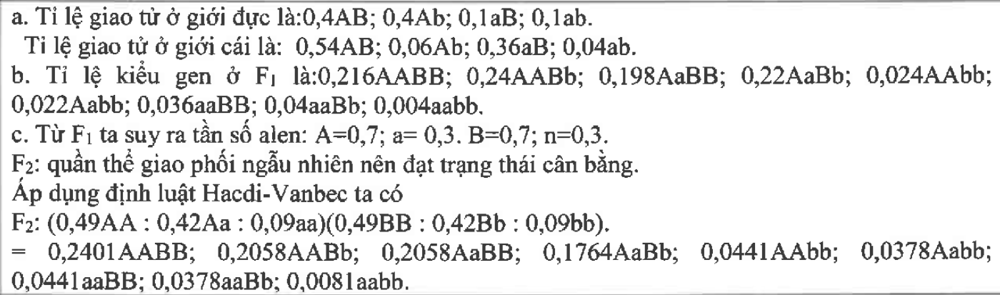 a. Tỉ lệ giao tử ở giới đực là:0,4AB; 0,4Ab; 0,1aB; 0,1ab.
Tỉ lệ giao tử ở giới cái là: 0,54AB; 0,06Ab; 0,36aB; 0,04ab.
b. Tỉ lệ kiểu gen ở F₁ là:0,216AABB; 0,24AABb; 0,198AaBB; 0,22AaBb; 0,024AAbb;
0,022Aabb; 0,036aaBB; 0,04aaBb; 0,004aabb.
c. Từ F₁ ta suy ra tần số alen: A=0,7; a= 0,3. B=0,7; n=0,3.
F₂: quần thể giao phối ngẫu nhiên nên đạt trạng thái cân bằng.
Áp dụng định luật Hacdi-Vanbec ta có
F₂: (0,49AA : 0,42Aa : 0,09aa)(0,49BB : 0,42Bb : 0,09bb).
= 0,2401AABB; 0,2058AABb; 0,2058AaBB; 0,1764AaBb; 0,0441AAbb; 0,0378Aabb;
0,0441aaBB; 0,0378aaBb; 0,0081aabb.